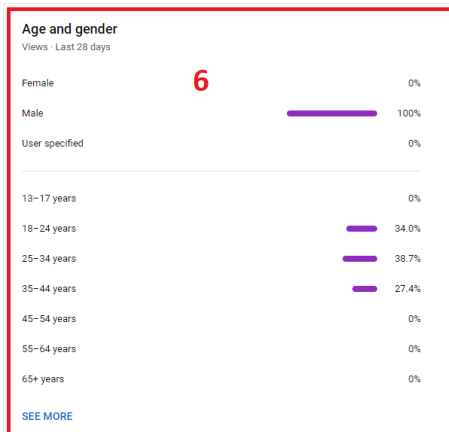 Age and gender
Views · Last 28 days
6
Female 0%
Male 100%
User specified 0%
13–17 years 0%
18–24 years 34.0%
25–34 years 38.7%
35–44 years 27.4%
45–54 years 0%
55–64 years 0%
65+ years 0%
SEE MORE